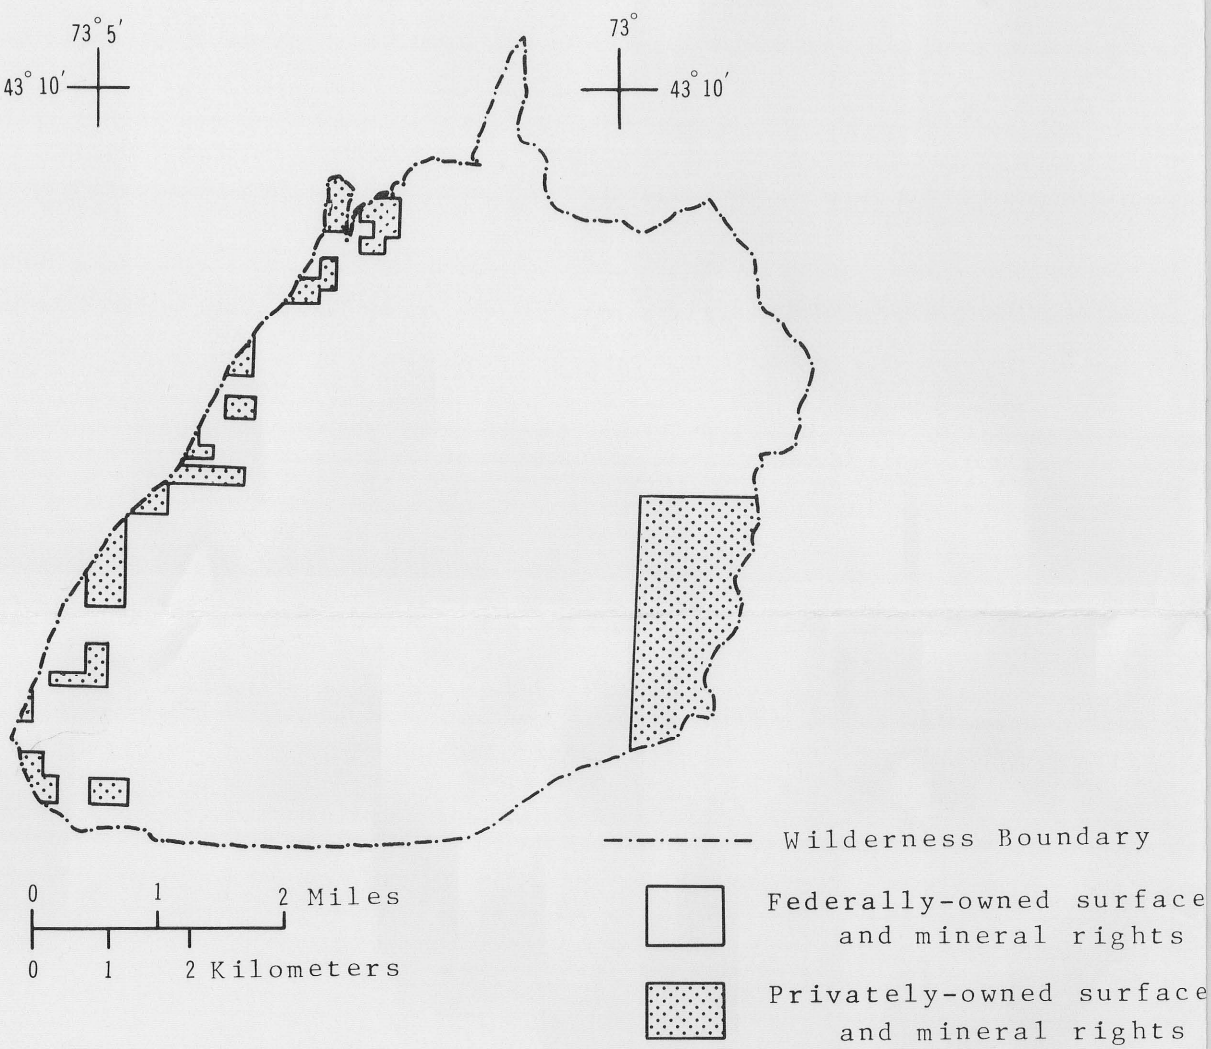 73° 5′
73°
43° 10′
43° 10′
Wilderness Boundary
Federally-owned surface
and mineral rights
Privately-owned surface
and mineral rights
0 1 2 Miles
0 1 2 Kilometers